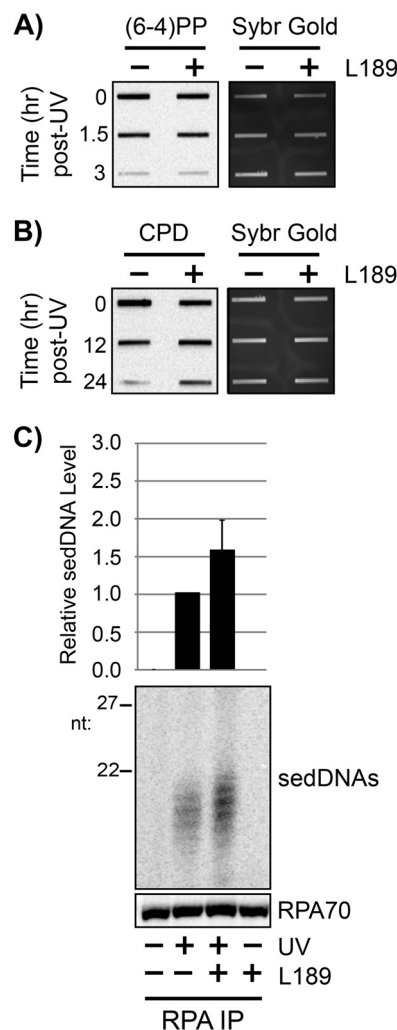 A)
(6-4)PP Sybr Gold
– + – + L189
Time (hr)
post-UV
0
1.5
3
B)
CPD Sybr Gold
– + – + L189
Time (hr)
post-UV
0
12
24
C)
Relative sedDNA Level
3.0
2.5
2.0
1.5
1.0
0.5
0.0
27
nt:
22
sedDNAs
RPA70
– + + – UV
– – + + L189
RPA IP